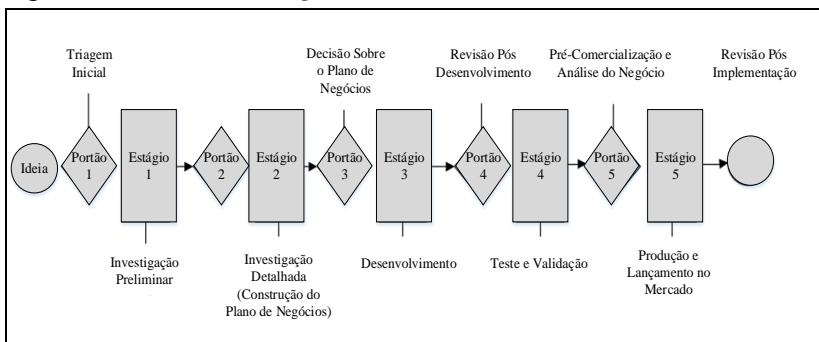 Triagem
Inicial
Decisão Sobre
o Plano de
Negócios
Revisão Pós
Desenvolvimento
Pré-Comercialização e
Análise do Negócio
Revisão Pós
Implementação
Ideia
Portão
1
Estágio
1
Portão
2
Estágio
2
Portão
3
Estágio
3
Portão
4
Estágio
4
Portão
5
Estágio
5
Investigação
Preliminar
Investigação
Detalhada
(Construção do
Plano de Negócios)
Desenvolvimento
Teste e Validação
Produção e
Lançamento no
Mercado